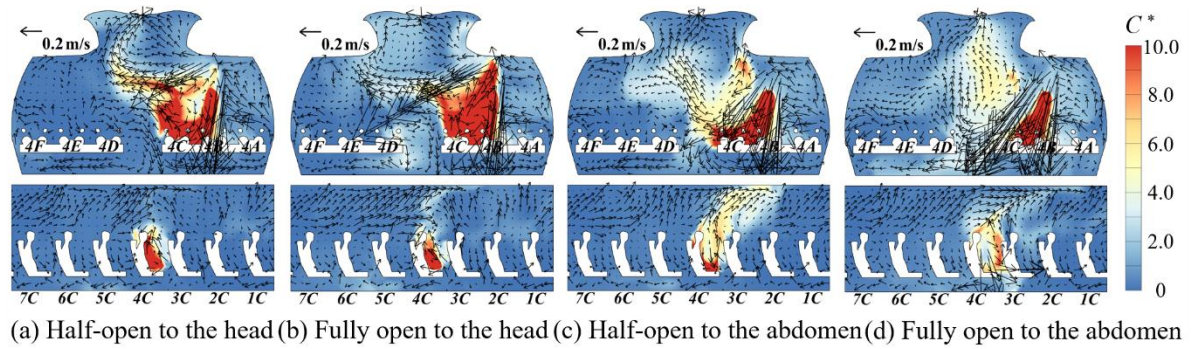 C*
0.2 m/s 0.2 m/s 0.2 m/s 0.2 m/s
10.0
8.0
6.0
4.0
2.0
0
4F 4E 4D 4C 4B 4A 4F 4E 4D 4C 4B 4A 4F 4E 4D 4C 4B 4A 4F 4E 4D 4C 4B 4A
7C 6C 5C 4C 3C 2C 1C 7C 6C 5C 4C 3C 2C 1C 7C 6C 5C 4C 3C 2C 1C 7C 6C 5C 4C 3C 2C 1C
(a) Half-open to the head (b) Fully open to the head (c) Half-open to the abdomen (d) Fully open to the abdomen